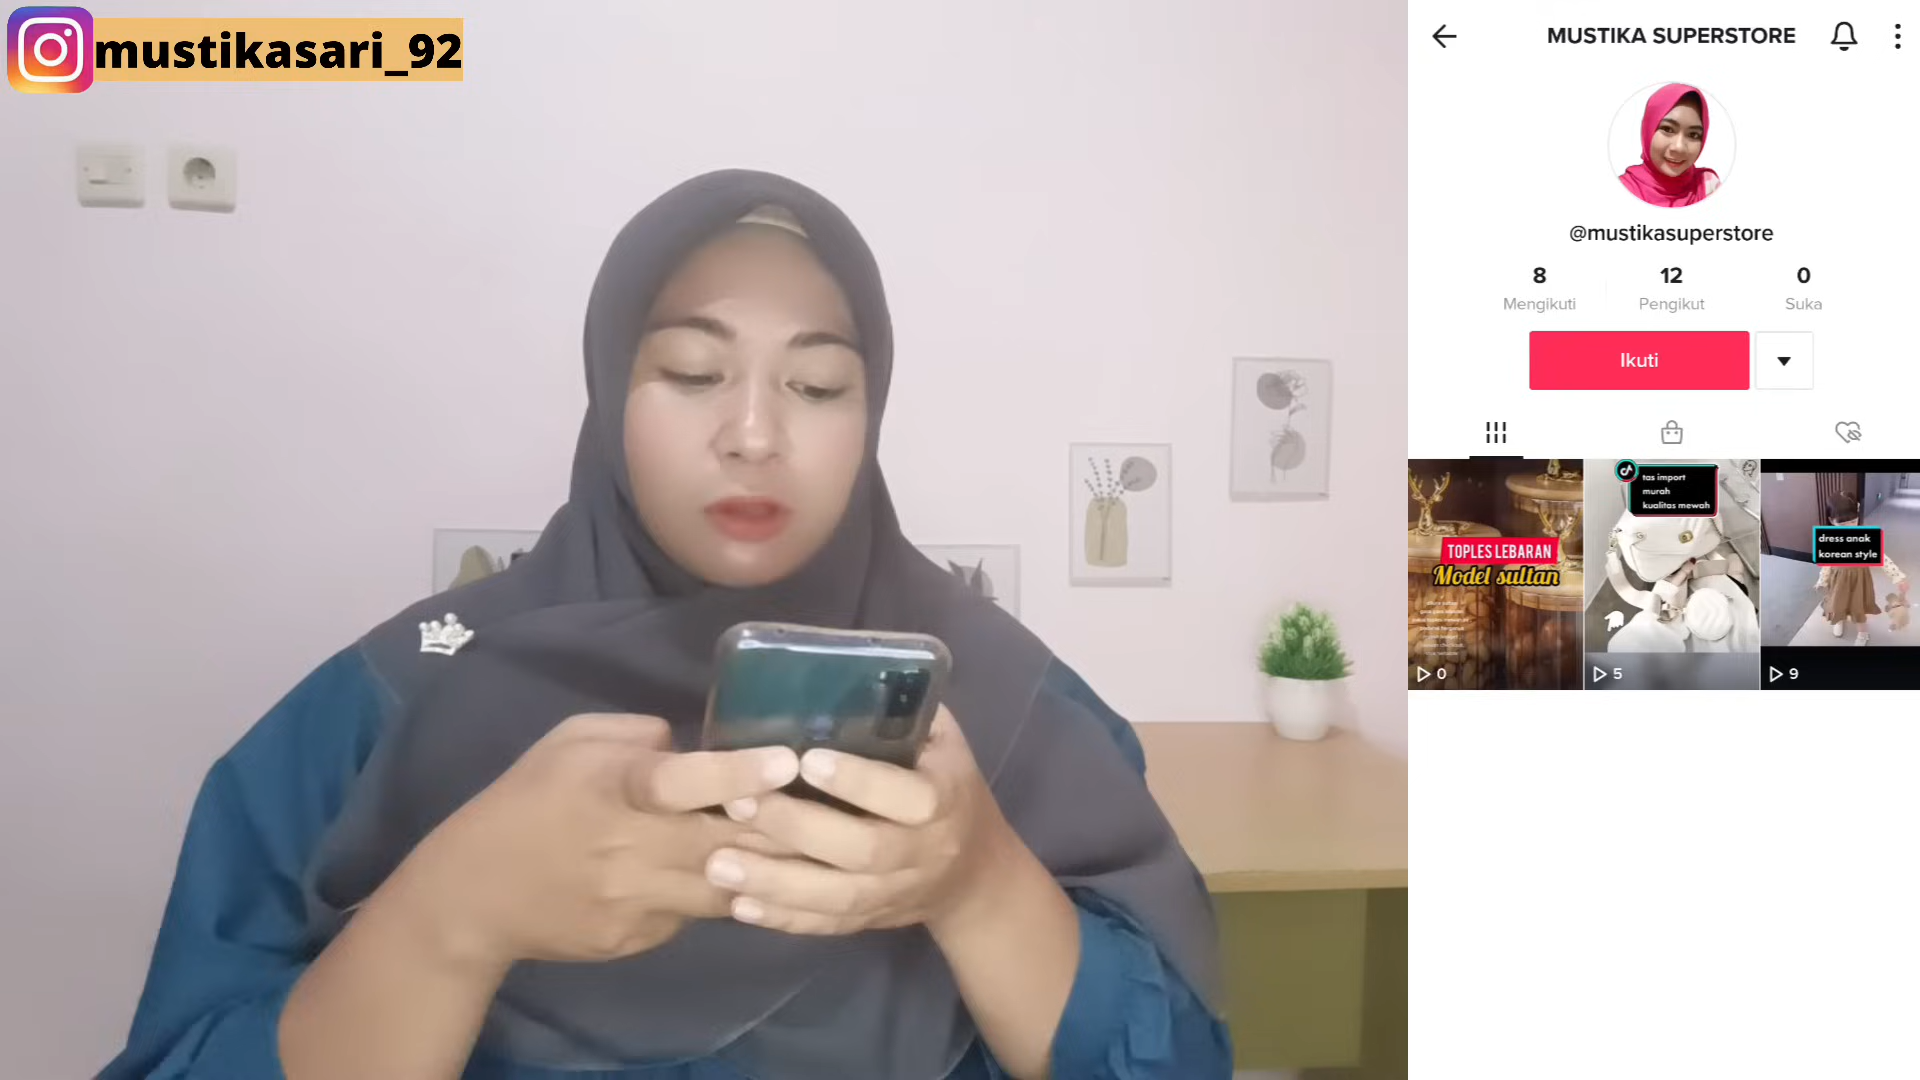 mustikasari_92
MUSTIKA SUPERSTORE
@mustikasuperstore
8
12
0
Mengikuti
Pengikut
Suka
Ikuti
TOPLES LEBARAN
Model sultan
0
tas import
murah
kualitas mewah
5
dress anak
korean style
9